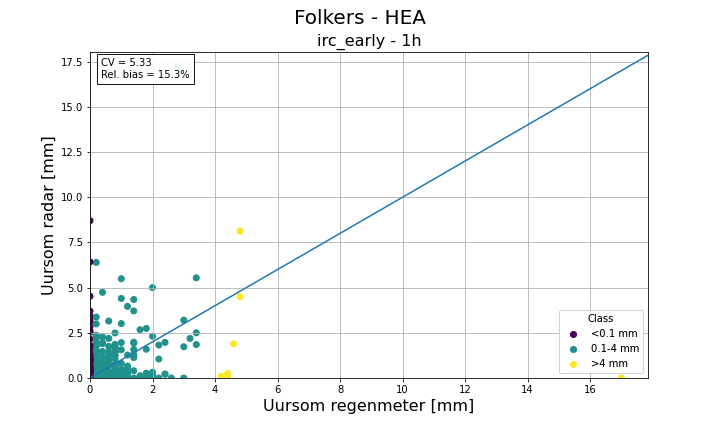 Folkers - HEA
irc_early - 1h
CV = 5.33
Rel. bias = 15.3%
Uursom radar [mm]
17.5
15.0
12.5
10.0
7.5
5.0
2.5
0.0
0
2
4
6
8
10
12
14
16
Uursom regenmeter [mm]
Class
<0.1 mm
0.1-4 mm
>4 mm